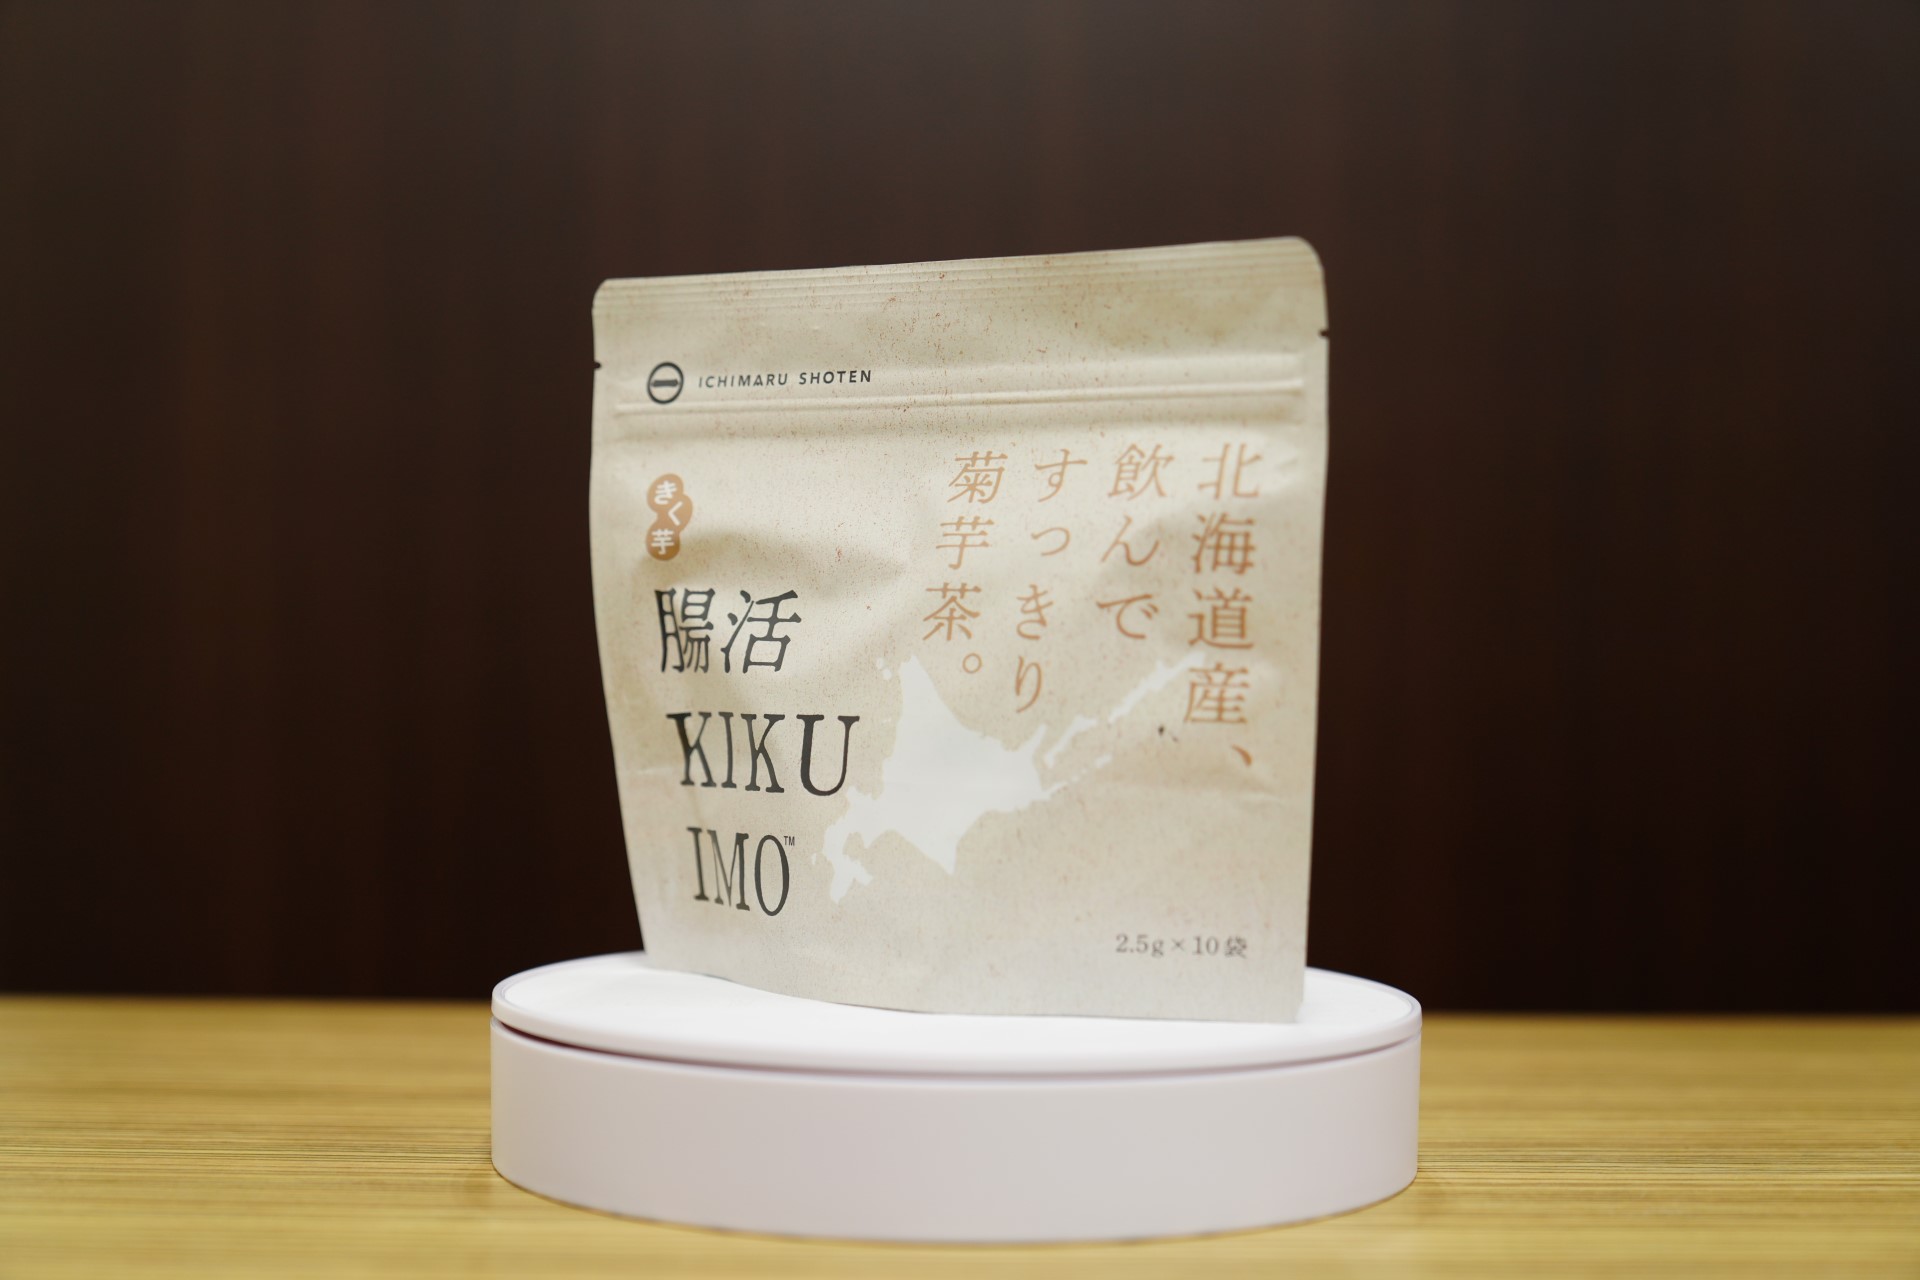 ICHIMARU SHOTEN
北海道産、
飲んで
すっきり
菊芋茶。
きく芋
腸活
KIKU
IMO™
2.5g×10袋